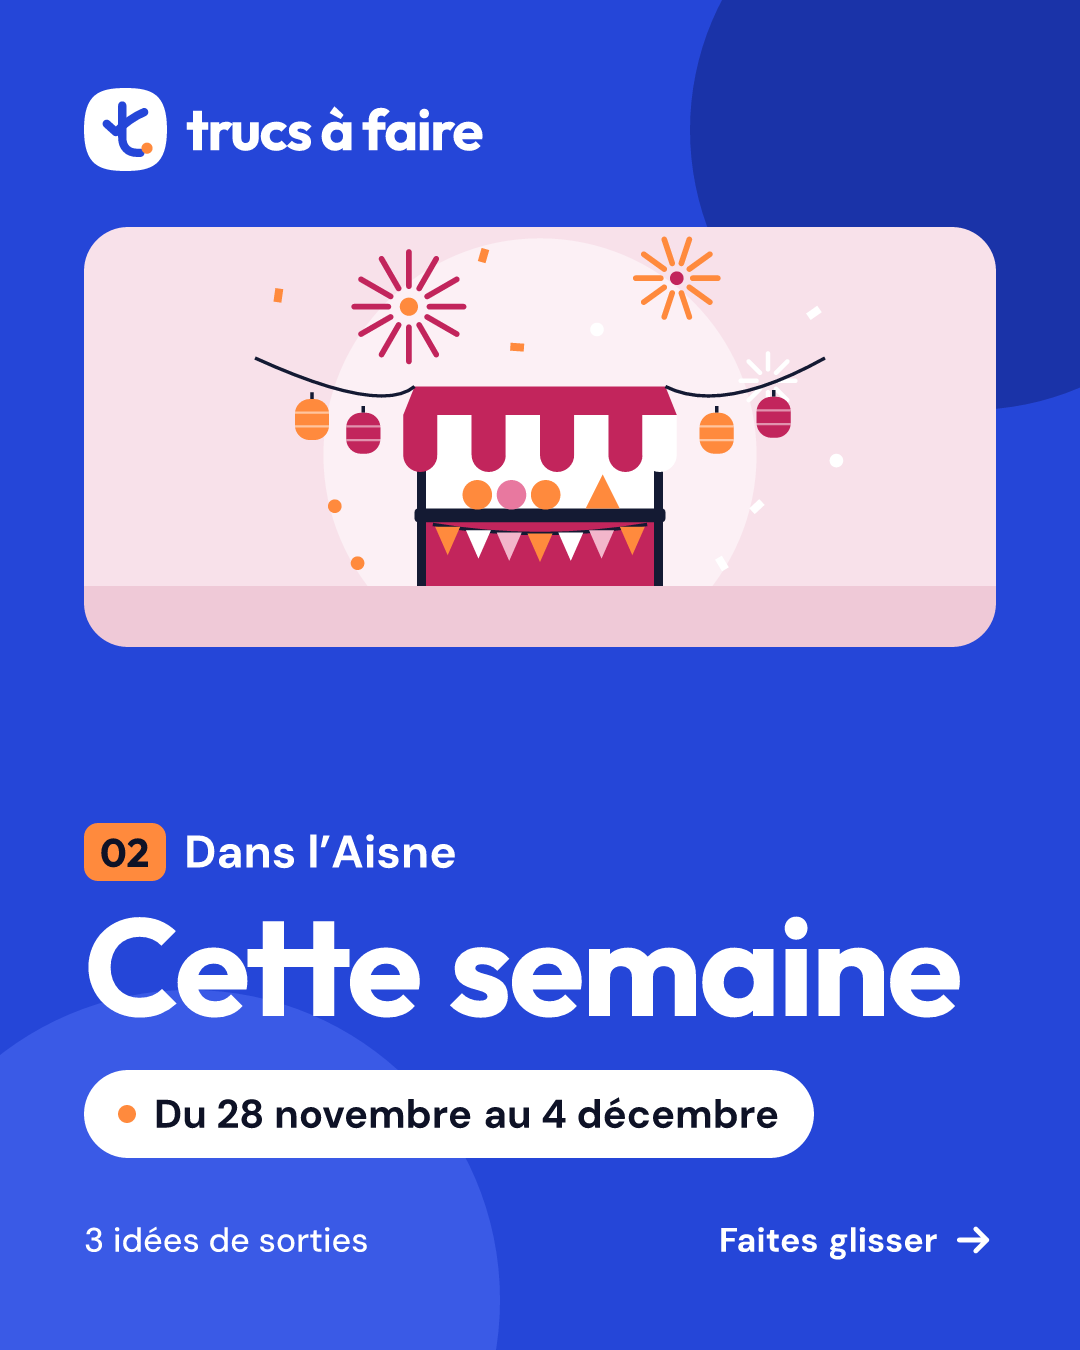 trucs à faire
02 Dans l’Aisne
Cette semaine
Du 28 novembre au 4 décembre
3 idées de sorties
Faites glisser →